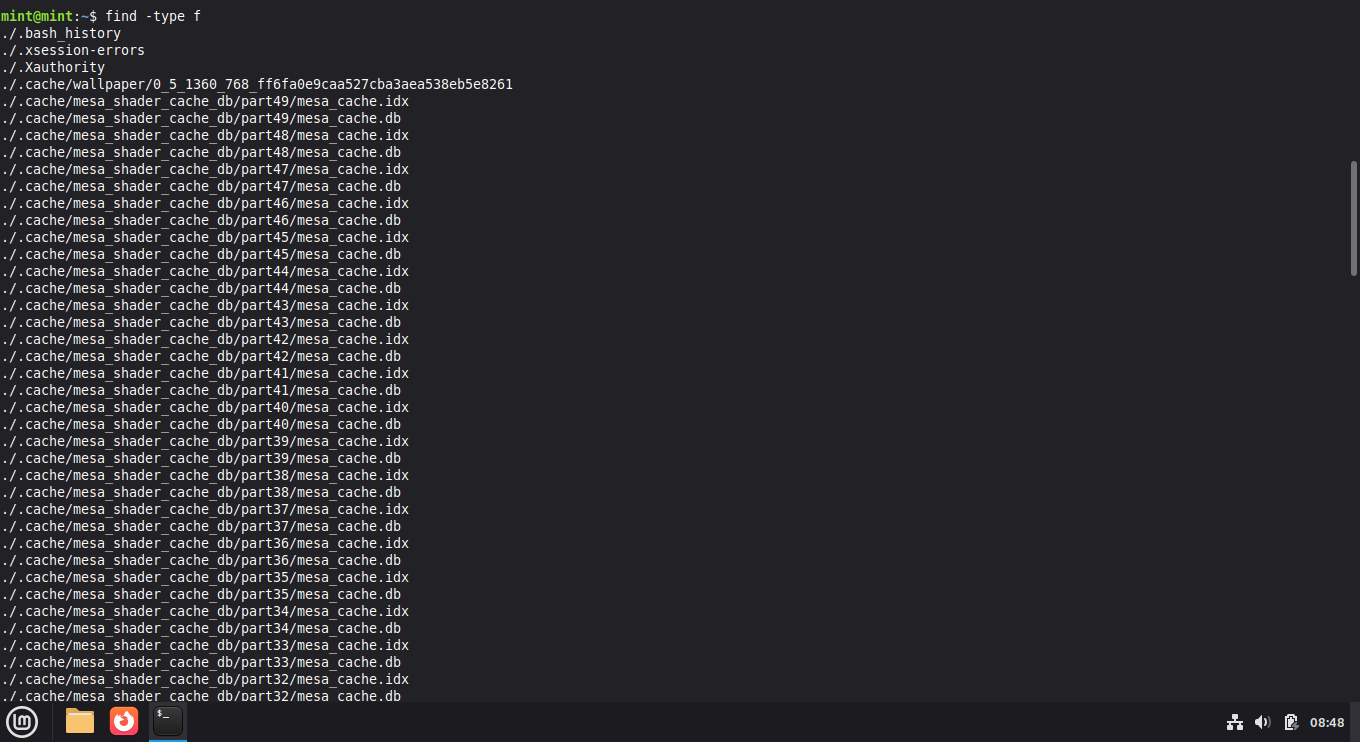 mint@mint:~$ find -type f
./.bash_history
./.xsession-errors
./.Xauthority
./.cache/wallpaper/0_5_1360_768_ff6fa0e9caa527cba3aea538eb5e8261
./.cache/mesa_shader_cache_db/part49/mesa_cache.idx
./.cache/mesa_shader_cache_db/part49/mesa_cache.db
./.cache/mesa_shader_cache_db/part48/mesa_cache.idx
./.cache/mesa_shader_cache_db/part48/mesa_cache.db
./.cache/mesa_shader_cache_db/part47/mesa_cache.idx
./.cache/mesa_shader_cache_db/part47/mesa_cache.db
./.cache/mesa_shader_cache_db/part46/mesa_cache.idx
./.cache/mesa_shader_cache_db/part46/mesa_cache.db
./.cache/mesa_shader_cache_db/part45/mesa_cache.idx
./.cache/mesa_shader_cache_db/part45/mesa_cache.db
./.cache/mesa_shader_cache_db/part44/mesa_cache.idx
./.cache/mesa_shader_cache_db/part44/mesa_cache.db
./.cache/mesa_shader_cache_db/part43/mesa_cache.idx
./.cache/mesa_shader_cache_db/part43/mesa_cache.db
./.cache/mesa_shader_cache_db/part42/mesa_cache.idx
./.cache/mesa_shader_cache_db/part42/mesa_cache.db
./.cache/mesa_shader_cache_db/part41/mesa_cache.idx
./.cache/mesa_shader_cache_db/part41/mesa_cache.db
./.cache/mesa_shader_cache_db/part40/mesa_cache.idx
./.cache/mesa_shader_cache_db/part40/mesa_cache.db
./.cache/mesa_shader_cache_db/part39/mesa_cache.idx
./.cache/mesa_shader_cache_db/part39/mesa_cache.db
./.cache/mesa_shader_cache_db/part38/mesa_cache.idx
./.cache/mesa_shader_cache_db/part38/mesa_cache.db
./.cache/mesa_shader_cache_db/part37/mesa_cache.idx
./.cache/mesa_shader_cache_db/part37/mesa_cache.db
./.cache/mesa_shader_cache_db/part36/mesa_cache.idx
./.cache/mesa_shader_cache_db/part36/mesa_cache.db
./.cache/mesa_shader_cache_db/part35/mesa_cache.idx
./.cache/mesa_shader_cache_db/part35/mesa_cache.db
./.cache/mesa_shader_cache_db/part34/mesa_cache.idx
./.cache/mesa_shader_cache_db/part34/mesa_cache.db
./.cache/mesa_shader_cache_db/part33/mesa_cache.idx
./.cache/mesa_shader_cache_db/part33/mesa_cache.db
./.cache/mesa_shader_cache_db/part32/mesa_cache.idx
./.cache/mesa_shader_cache_db/part32/mesa_cache.db
$_
08:48